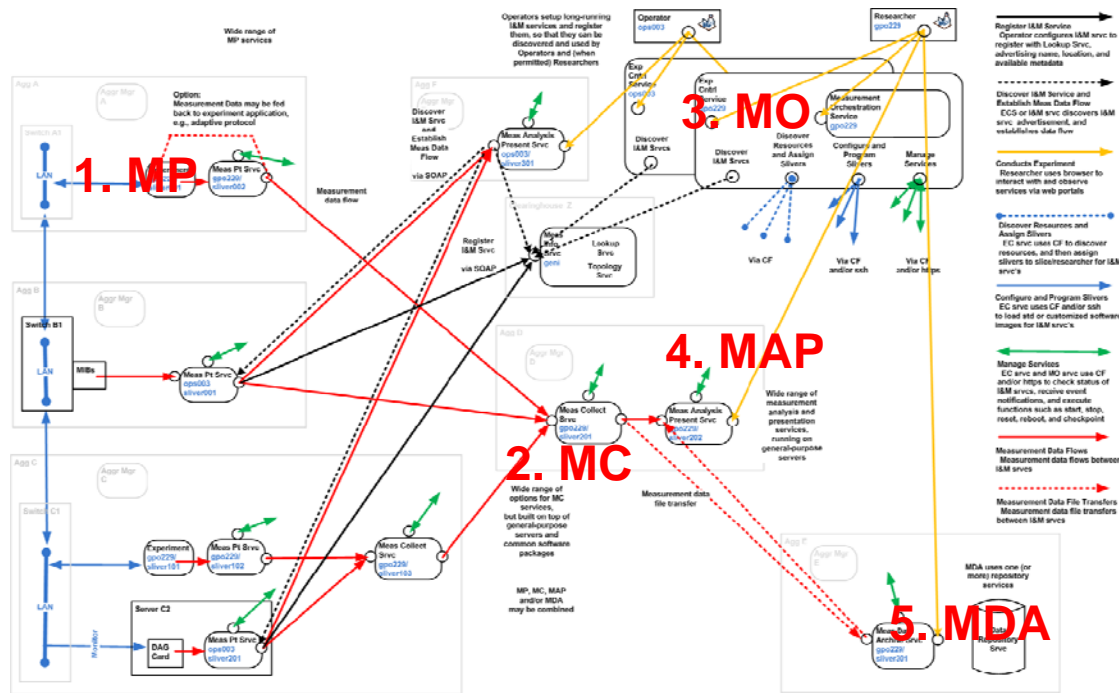 Wide range of
MP services
Operators setup long-running
I&M services and register
them, so that they can be
discovered and used by
Operators and (when
permitted) Researchers
Operator
ops003
Researcher
gpo229
Agg A
Aggr Mgr
A
Option:
Measurement Data may be fed
back to experiment application,
e.g., adaptive protocol
Switch A1
LAN
1. MP
Meas Pt Srvc
gpo229/
sliver002
Measurement
data flow
Agg F
Aggr Mgr
Discover
I&M Srvc
and
Establish
Meas Data
Flow
via SOAP
Meas Analysis
Present Srvc
ops003/
sliver301
Exp
Cntrl
Service
ops003
Exp
Cntrl
Service
gpo229
3. MO
Measurement
Orchestration
Service
gpo229
Discover
I&M Srvcs
Discover
I&M Srvcs
Discover
Resources
and Assign
Slivers
Configure and
Program
Slivers
Manage
Services
Via CF
Via CF
and/or ssh
Via CF
and/or https
Clearinghouse Z
Meas
Info
Srvc
geni
Lookup
Srvc
Topology
Srvc
Register
I&M Srvc
via SOAP
Agg B
Aggr Mgr
B
Switch B1
LAN
MIBs
Meas Pt Srvc
ops003
sliver001
Agg D
Aggr Mgr
D
4. MAP
Meas Collect
Srvc
gpo229/
sliver201
Meas Analysis
Present Srvc
gpo229/
sliver202
2. MC
Wide range of
measurement
analysis and
presentation
services,
running on
general-purpose
servers
Wide range of
options for MC
services,
but built on top of
general-purpose
servers and
common software
packages
Measurement data
file transfer
MP, MC, MAP
and/or MDA
may be combined
Agg C
Aggr Mgr
C
Switch C1
LAN
Monitor
Experiment
gpo229/
sliver101
Meas Pt Srvc
gpo229/
sliver102
Meas Collect
Srvc
gpo229/
sliver103
Server C2
DAG
Card
Meas Pt Srvc
ops003
sliver201
Agg E
Aggr Mgr
E
MDA uses one (or
more) repository
services
5. MDA
gpo229/
sliver301
Data
Repository
Srvc
Register I&M Service
Operator configures I&M srvc to
register with Lookup Srvc,
advertising name, location, and
available metadata
Discover I&M Service and
Establish Meas Data Flow
ECS or I&M srvc discovers I&M
srvc advertisement, and
establishes data flow
Conducts Experiment
Researcher uses browser to
interact with and observe
services via web portals
Discover Resources and
Assign Slivers
EC srvc uses CF to discover
resources, and then assign
slivers to slice/researcher for I&M
srvc's
Configure and Program Slivers
EC srvc uses CF and/or ssh
to load std or customized software
images for I&M srvc's
Manage Services
EC srvc and MO srvc use CF
and/or https to check status of
I&M srvcs, receive event
notifications, and execute
functions such as start, stop,
reset, reboot, and checkpoint
Measurement Data Flows
Measurement data flows between
I&M srvcs
Measurement Data File Transfers
Measurement data file transfers
between I&M srvcs